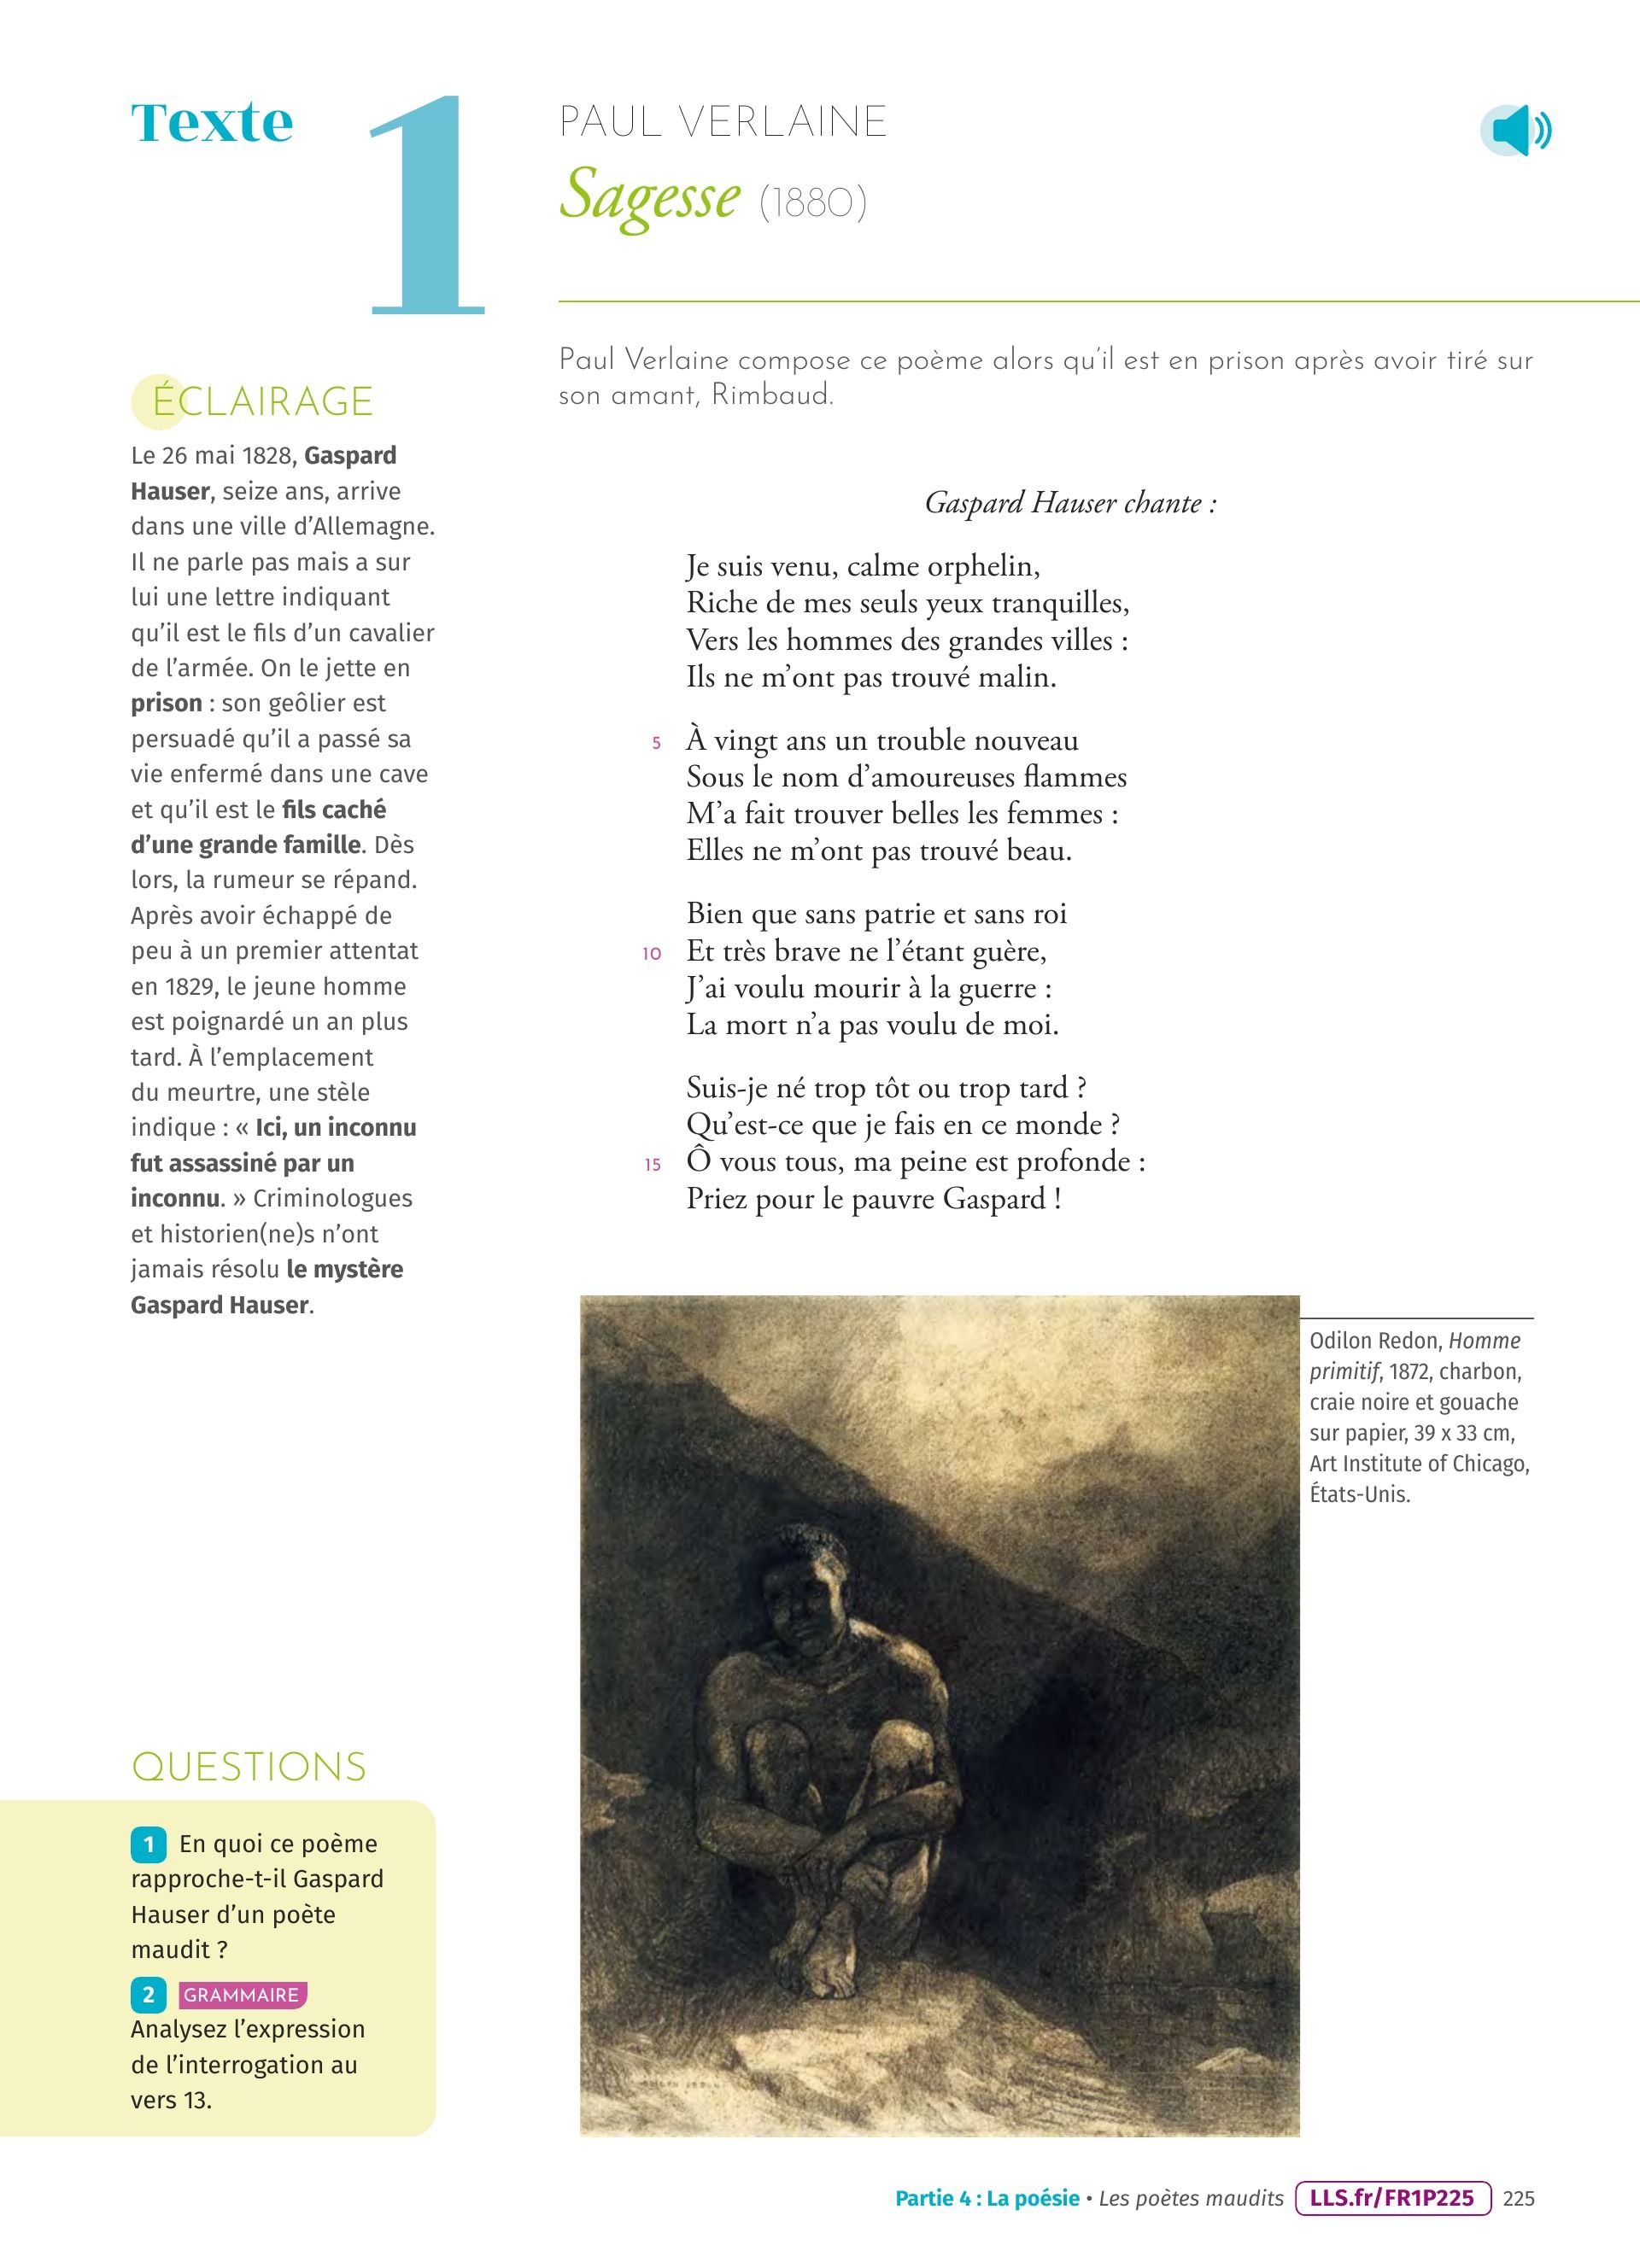 Texte 1
PAUL VERLAINE
Sagesse (1880)
Paul Verlaine compose ce poème alors qu'il est en prison après avoir tiré sur
son amant, Rimbaud.
ÉCLAIRAGE
Le 26 mai 1828, Gaspard
Hauser, seize ans, arrive
dans une ville d'Allemagne.
Il ne parle pas mais a sur
lui une lettre indiquant
qu'il est le fils d'un cavalier
de l'armée. On le jette en
prison : son geôlier est
persuadé qu'il a passé sa
vie enfermé dans une cave
et qu'il est le fils caché
d'une grande famille. Dès
lors, la rumeur se répand.
Après avoir échappé de
peu à un premier attentat
en 1829, le jeune homme
est poignardé un an plus
tard. À l'emplacement
du meurtre, une stèle
indique : « Ici, un inconnu
fut assassiné par un
inconnu. » Criminologues
et historien(ne)s n'ont
jamais résolu le mystère
Gaspard Hauser.
Gaspard Hauser chante :
Je suis venu, calme orphelin,
Riche de mes seuls yeux tranquilles,
Vers les hommes des grandes villes :
Ils ne m'ont pas trouvé malin.
5 À vingt ans un trouble nouveau
Sous le nom d'amoureuses flammes
M'a fait trouver belles les femmes :
Elles ne m'ont pas trouvé beau.
Bien que sans patrie et sans roi
10 Et très brave ne l'étant guère,
J'ai voulu mourir à la guerre :
La mort n'a pas voulu de moi.
Suis-je né trop tôt ou trop tard ?
Qu'est-ce que je fais en ce monde ?
15 Ô vous tous, ma peine est profonde :
Priez pour le pauvre Gaspard !
Odilon Redon, Homme
primitif, 1872, charbon,
craie noire et gouache
sur papier, 39 x 33 cm,
Art Institute of Chicago,
États-Unis.
QUESTIONS
1 En quoi ce poème
rapproche-t-il Gaspard
Hauser d'un poète
maudit ?
2 GRAMMAIRE
Analysez l'expression
de l'interrogation au
vers 13.
Partie 4 : La poésie • Les poètes maudits LLS.fr/FR1P225 225